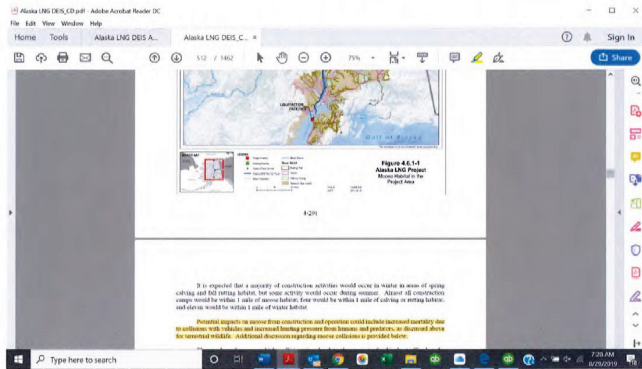 Alaska LNG DEIS_CD.pdf - Adobe Acrobat Reader DC
File Edit View Window Help
Home Tools Alaska LNG DEIS A... Alaska LNG DEIS_C... × Sign In
512 / 1462 75% Share
LIQUEFACTION FACILITIES
Gulf of Alaska
Figure 4.6.1-1
Alaska LNG Project
Moose Habitat in the
Project Area
It is expected that a majority of construction activities would occur in winter in areas of spring
calving and fall rutting habitat, but some activity would occur during summer. Almost all construction
camps would be within 1 mile of moose habitat; four would be within 1 mile of calving or rutting habitat;
and eleven would be within 1 mile of winter habitat.
Potential impacts on moose from construction and operation could include increased mortality due
to collisions with vehicles and increased hunting pressure from humans and predators, as discussed above
for terrestrial wildlife. Additional discussion regarding moose collisions is provided below.
Type here to search
7:28 AM
8/29/2019